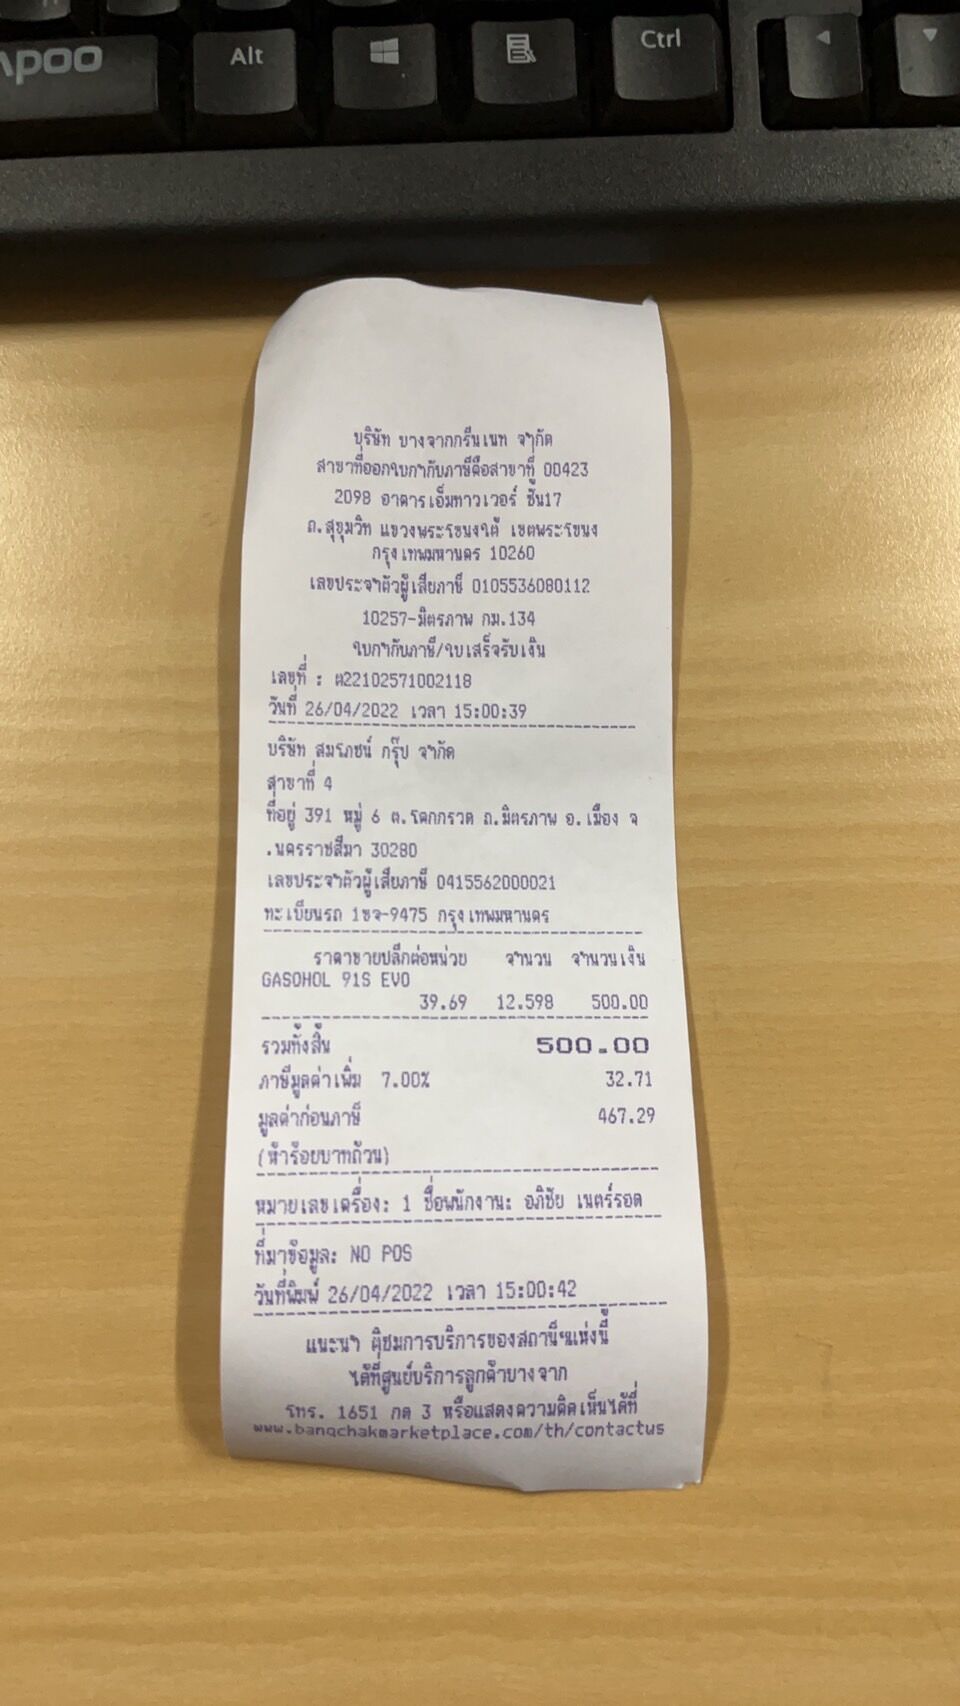 Alt
Ctrl
บริษัท บางจากกรีนเนท จำกัด
สาขาที่ออกใบกำกับภาษีคือสาขาที่ 00423
2098 อาคารเอ็มทาวเวอร์ ชั้น17
ถ.สุขุมวิท แขวงพระโขนงใต้ เขตพระโขนง
กรุงเทพมหานคร 10260
เลขประจำตัวผู้เสียภาษี 0105536080112
10257-มิตรภาพ กม.134
ใบกำกับภาษี/ใบเสร็จรับเงิน
เลขที่ : ต22102571002118
วันที่ 26/04/2022 เวลา 15:00:39
บริษัท สมโภชน์ กรุ๊ป จำกัด
สาขาที่ 4
ที่อยู่ 391 หมู่ 6 ต.โคกกรวด ถ.มิตรภาพ อ.เมือง จ
.นครราชสีมา 30280
เลขประจำตัวผู้เสียภาษี 0415562000021
ทะเบียนรถ 1ขจ-9475 กรุงเทพมหานคร
ราคาขายปลีกต่อหน่วย จำนวน จำนวนเงิน
GASOHOL 91S EVO
39.69 12.598 500.00
รวมทั้งสิ้น 500.00
ภาษีมูลค่าเพิ่ม 7.00% 32.71
มูลค่าก่อนภาษี 467.29
(ห้าร้อยบาทถ้วน)
หมายเลขเครื่อง: 1 ชื่อพนักงาน: อภิชัย เนตร์รอด
ที่มาข้อมูล: NO POS
วันที่พิมพ์ 26/04/2022 เวลา 15:00:42
แนะนำ ติชมการบริการของสถานีฯแห่งนี้
ได้ที่ศูนย์บริการลูกค้าบางจาก
โทร. 1651 กด 3 หรือแสดงความคิดเห็นได้ที่
www.bangchakmarketplace.com/th/contactus